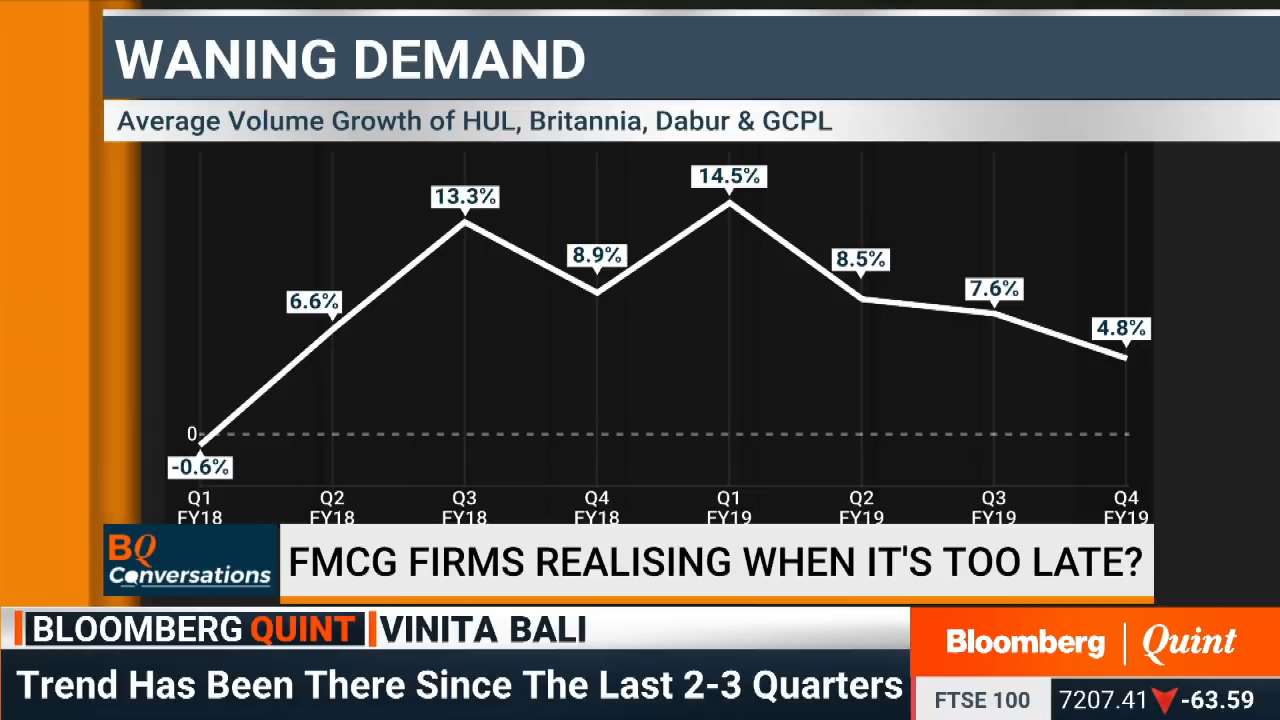 WANING DEMAND
Average Volume Growth of HUL, Britannia, Dabur & GCPL
14.5%
13.3%
8.9%
8.5%
7.6%
6.6%
4.8%
0
-0.6%
Q1 Q2 Q3 Q4 Q1 Q2 Q3 Q4
FY18 FY18 FY18 FY18 FY19 FY19 FY19 FY19
BQ
Conversations
FMCG FIRMS REALISING WHEN IT'S TOO LATE?
BLOOMBERG QUINT VINITA BALI
Trend Has Been There Since The Last 2-3 Quarters
Bloomberg | Quint
FTSE 100 7207.41 -63.59